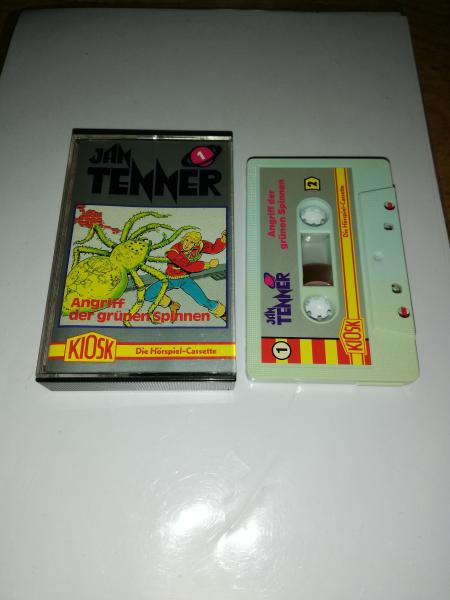 JAN
TENNER
1
Angriff
der grünen Spinnen
KIOSK
Die Hörspiel-Cassette
1
JAN
TENNER
Angriff der
grünen Spinnen
2
KIOSK
Die Hörspiel-Cassette